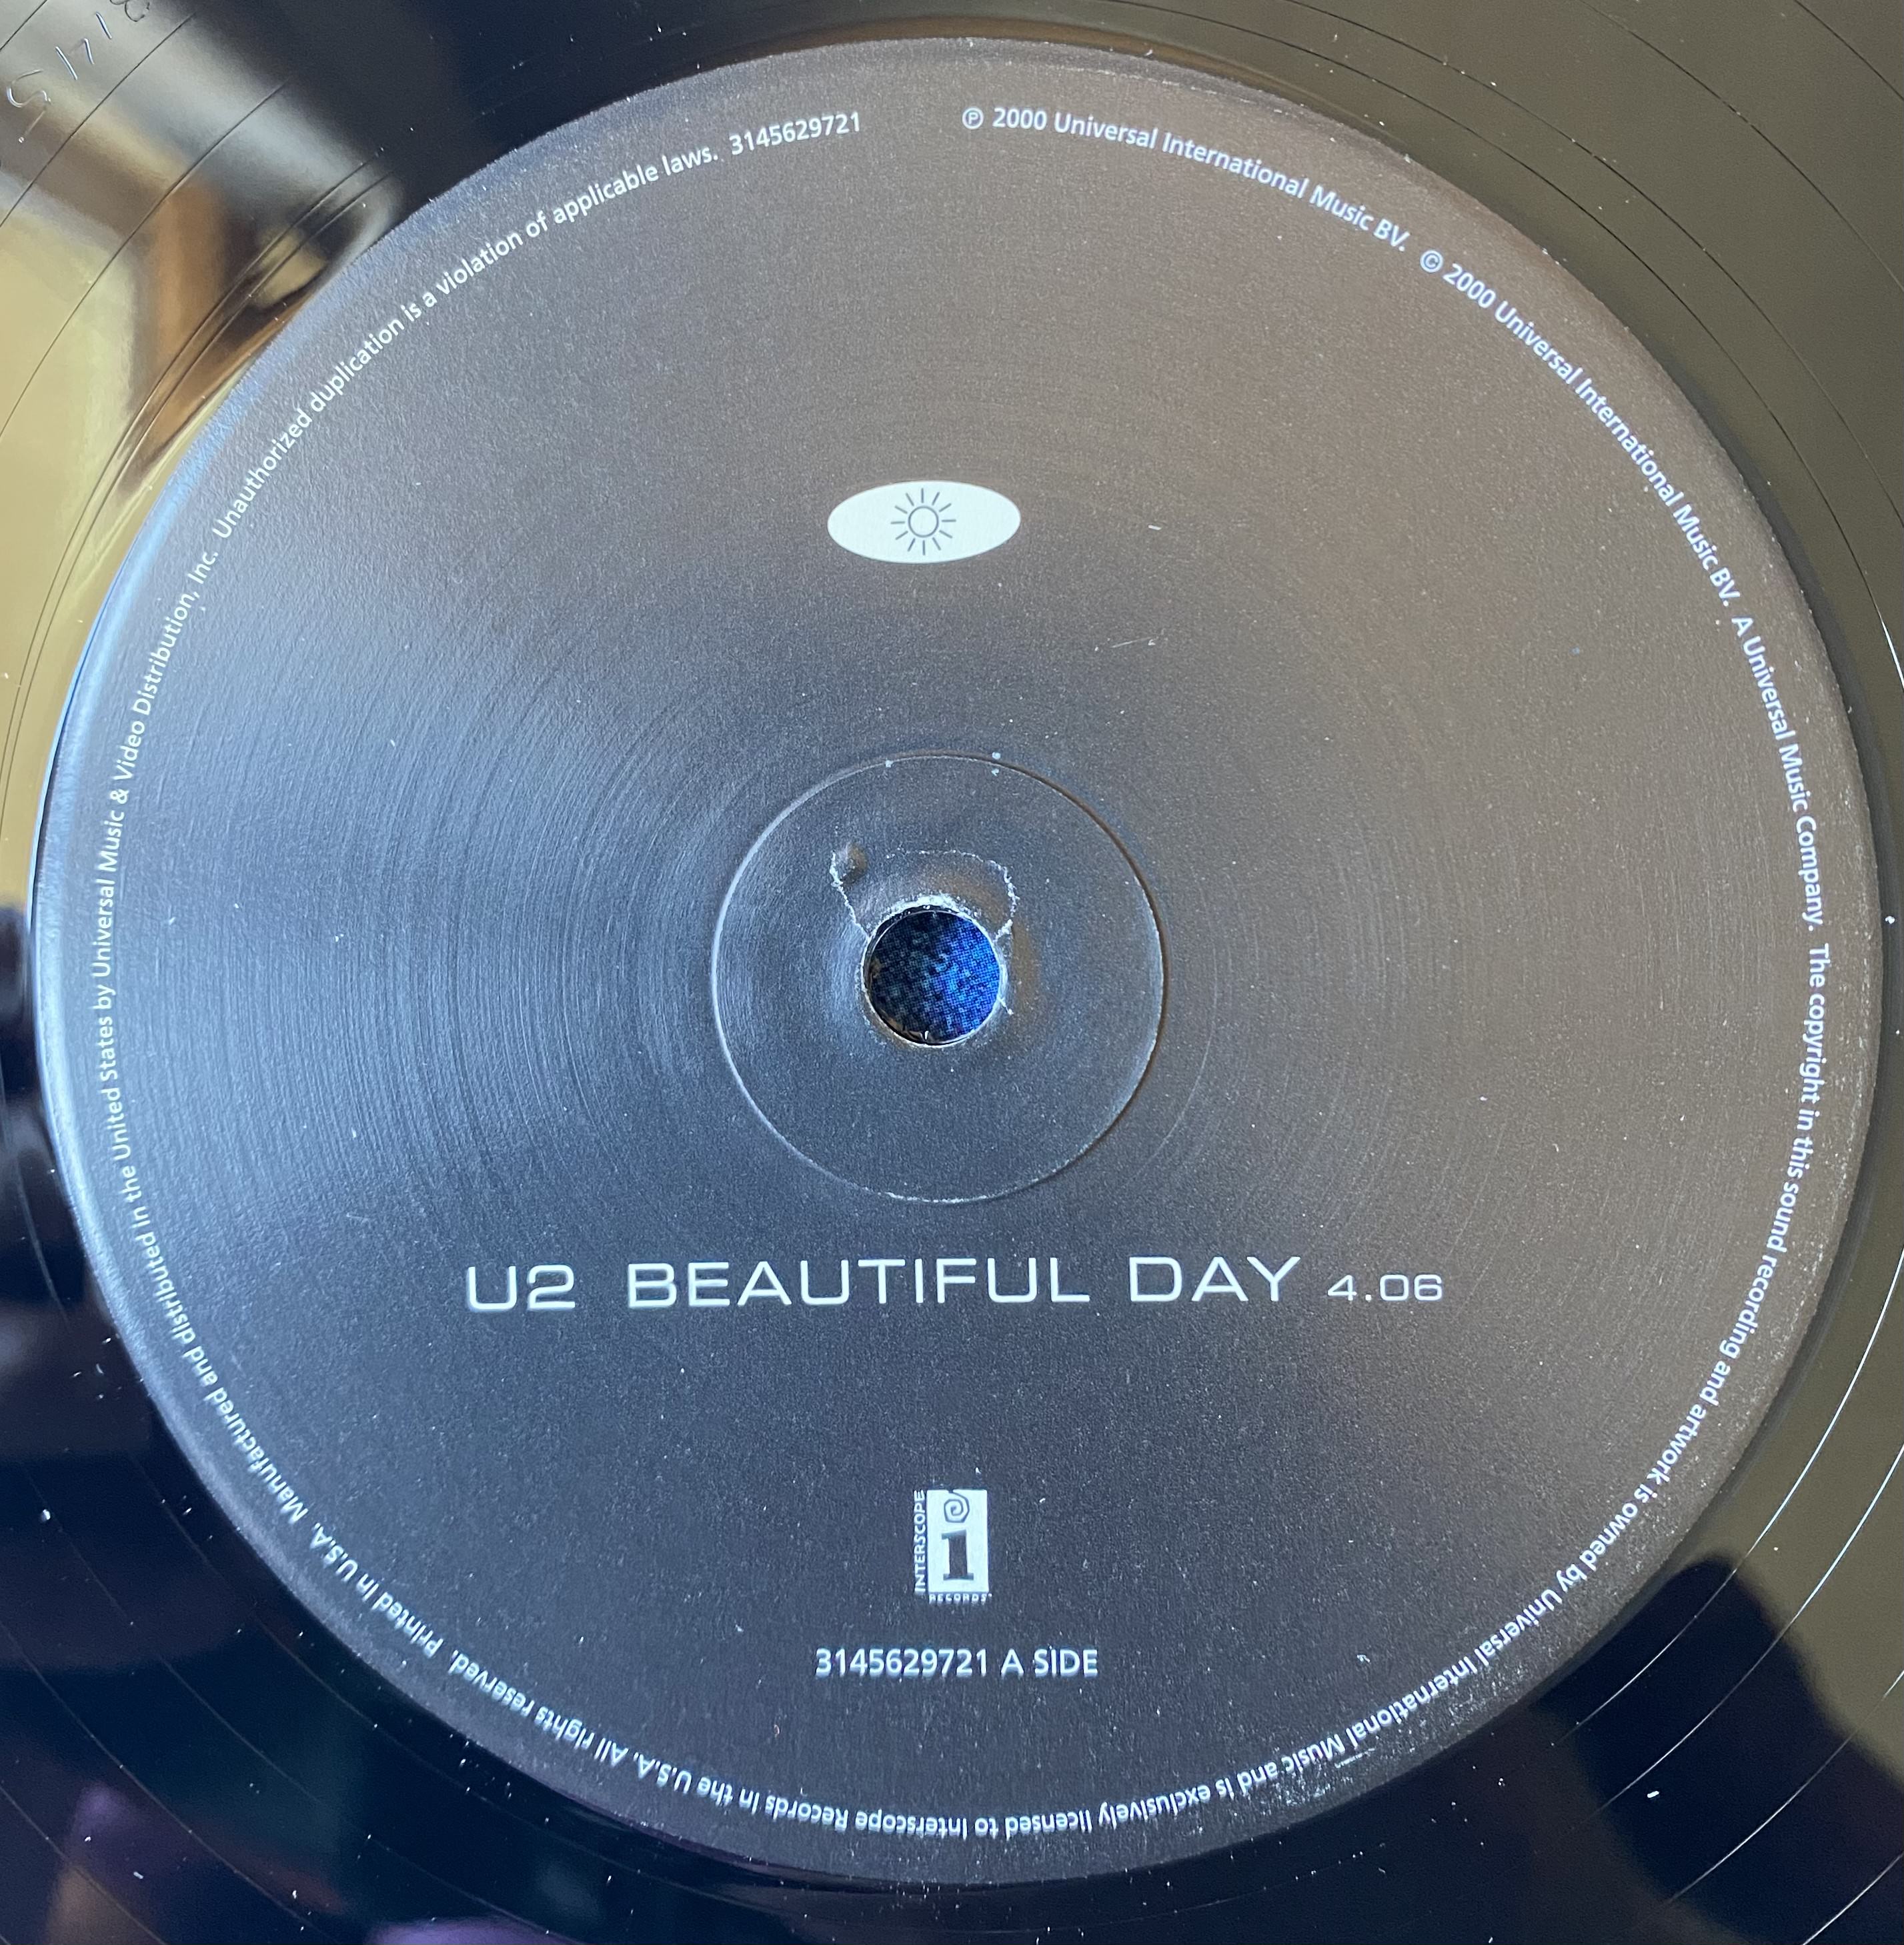 ℗ 2000 Universal International Music BV. © 2000 Universal International Music BV. A Universal Music Company. The copyright in this sound recording and artwork is owned by Universal International Music and is exclusively licensed to Interscope Records in the U.S.A. All rights reserved. Printed in U.S.A. Manufactured and distributed in the United States by Universal Music & Video Distribution, Inc. Unauthorized duplication is a violation of applicable laws. 3145629721
U2 BEAUTIFUL DAY 4.06
INTERSCOPE
i
RECORDS
3145629721 A SIDE